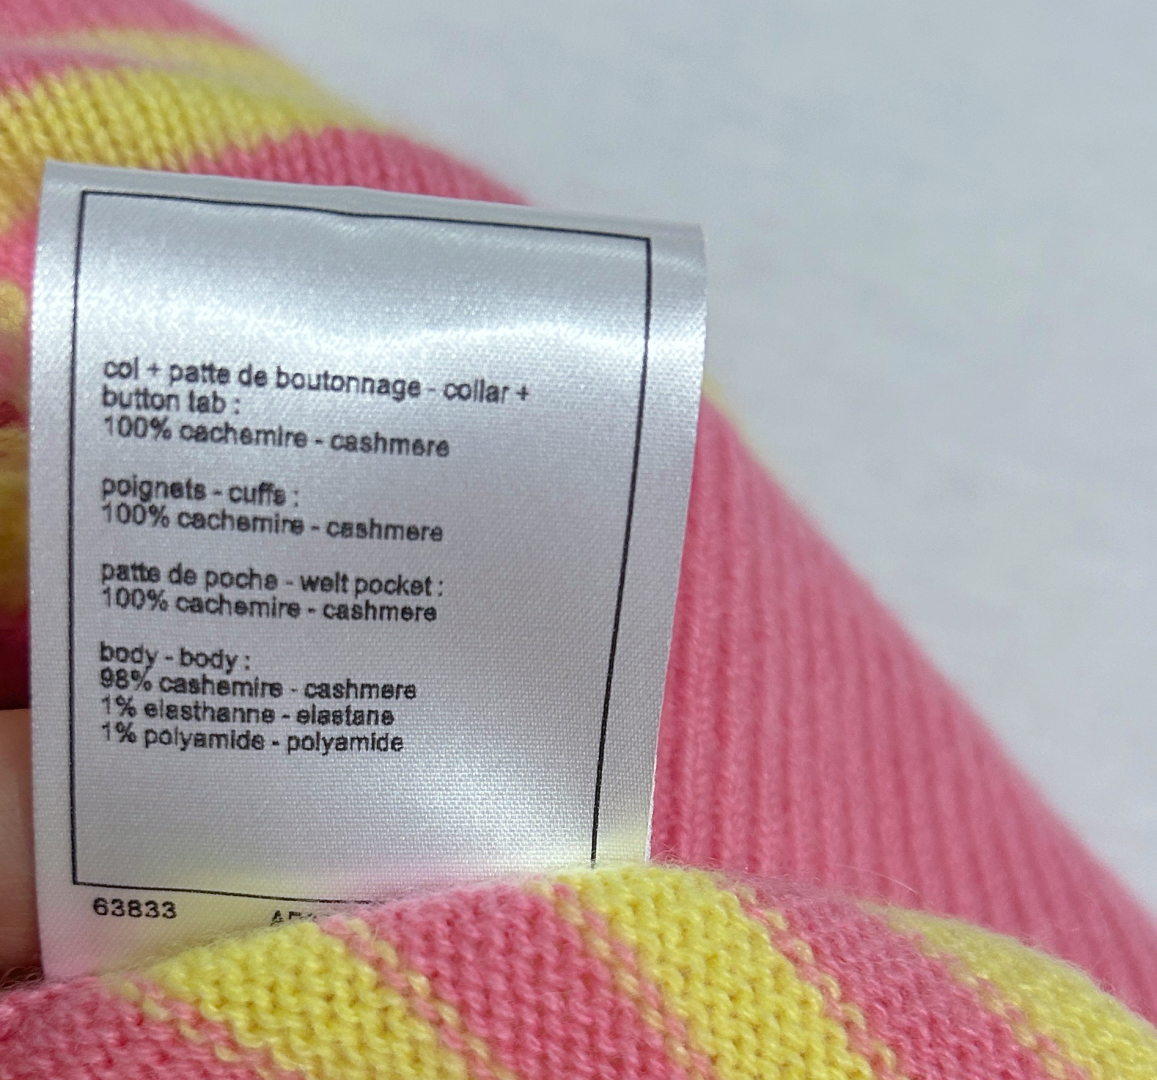 col + patte de boutonnage - collar +
button tab :
100% cachemire - cashmere
poignets - cuffs :
100% cachemire - cashmere
patte de poche - welt pocket :
100% cachemire - cashmere
body - body :
98% cashemire - cashmere
1% elasthanne - elastane
1% polyamide - polyamide
63833